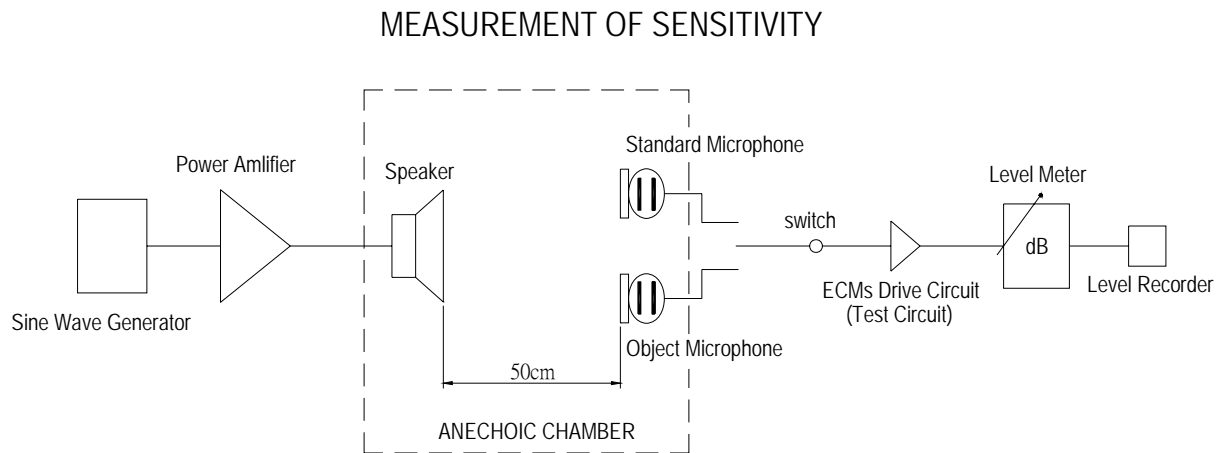 MEASUREMENT OF SENSITIVITY
Standard Microphone
Power Amlifier
Speaker
Level Meter
switch
dB
ECMs Drive Circuit
(Test Circuit)
Level Recorder
Sine Wave Generator
Object Microphone
50cm
ANECHOIC CHAMBER